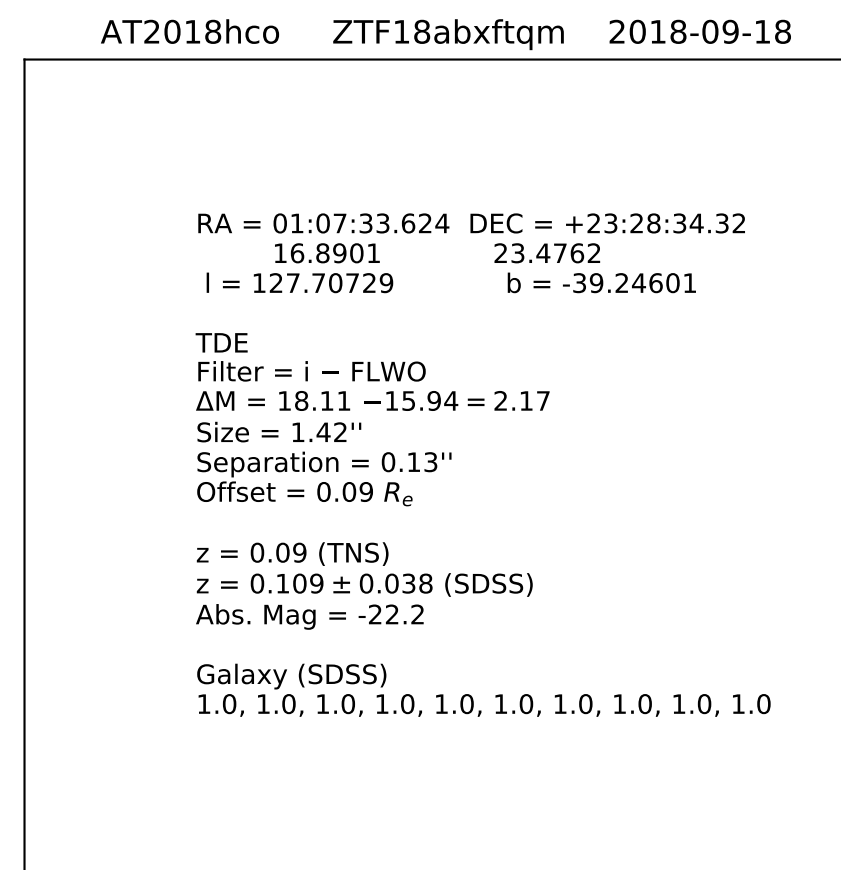 AT2018hco ZTF18abxftqm 2018-09-18
RA = 01:07:33.624 DEC = +23:28:34.32
16.8901 23.4762
l = 127.70729 b = -39.24601
TDE
Filter = i − FLWO
ΔM = 18.11 −15.94 = 2.17
Size = 1.42''
Separation = 0.13''
Offset = 0.09 Re
z = 0.09 (TNS)
z = 0.109 ± 0.038 (SDSS)
Abs. Mag = -22.2
Galaxy (SDSS)
1.0, 1.0, 1.0, 1.0, 1.0, 1.0, 1.0, 1.0, 1.0, 1.0